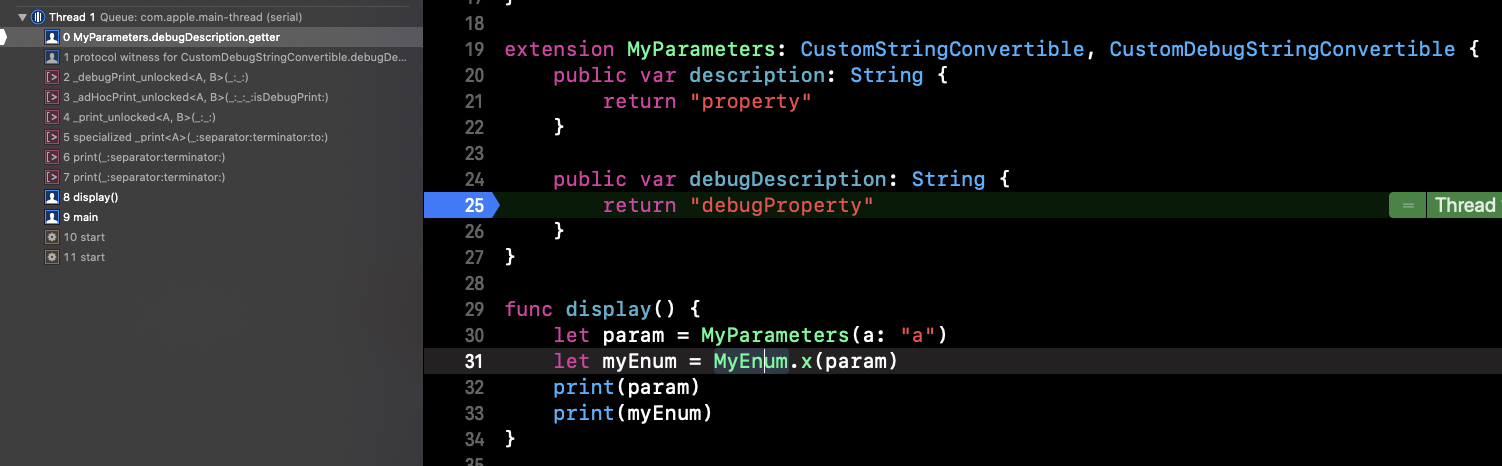 Thread 1 Queue: com.apple.main-thread (serial)
0 MyParameters.debugDescription.getter
1 protocol witness for CustomDebugStringConvertible.debugDe...
2 _debugPrint_unlocked<A, B>(_:_:)
3 _adHocPrint_unlocked<A, B>(_:_:_:isDebugPrint:)
4 _print_unlocked<A, B>(_:_:)
5 specialized _print<A>(_:separator:terminator:to:)
6 print(_:separator:terminator:)
7 print(_:separator:terminator:)
8 display()
9 main
10 start
11 start
18
19 extension MyParameters: CustomStringConvertible, CustomDebugStringConvertible {
20 public var description: String {
21 return "property"
22 }
23
24 public var debugDescription: String {
25 return "debugProperty" = Thread
26 }
27 }
28
29 func display() {
30 let param = MyParameters(a: "a")
31 let myEnum = MyEnum.x(param)
32 print(param)
33 print(myEnum)
34 }